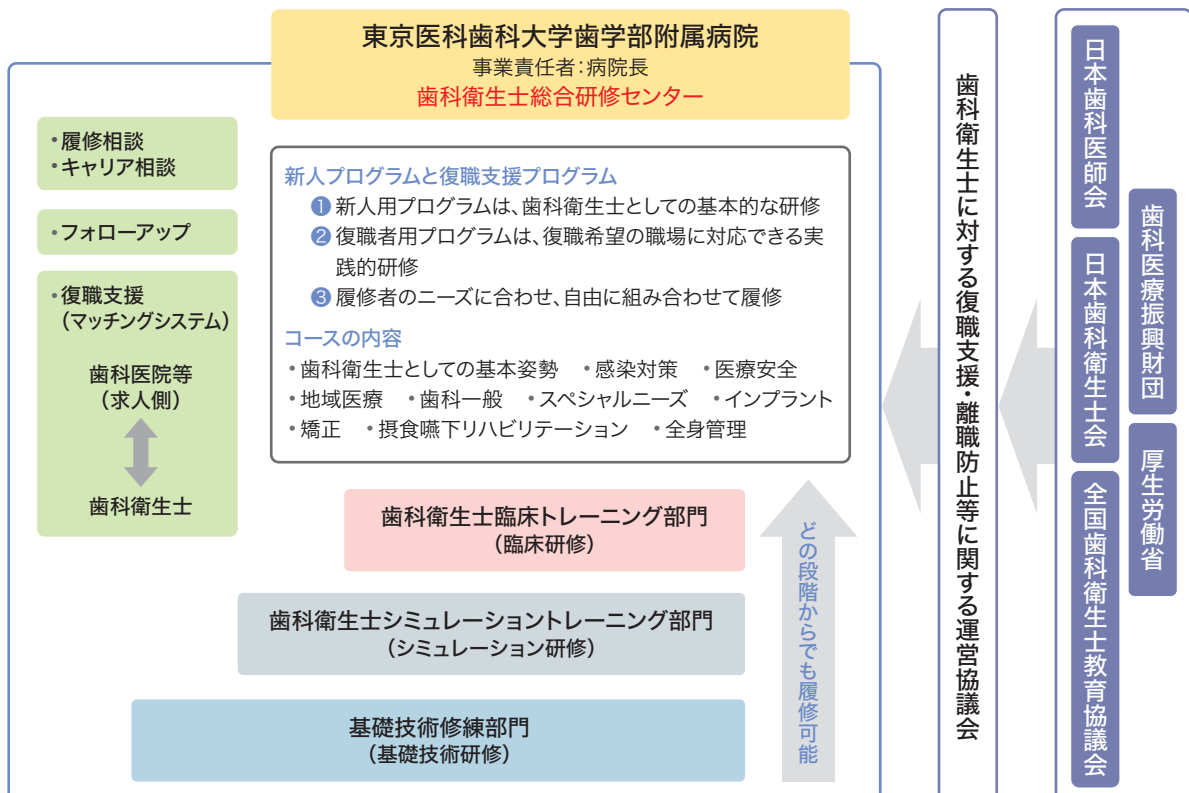 東京医科歯科大学歯学部附属病院
事業責任者：病院長
歯科衛生士総合研修センター
・履修相談
・キャリア相談
・フォローアップ
・復職支援
（マッチングシステム）
歯科医院等
（求人側）
歯科衛生士
新人プログラムと復職支援プログラム
❶ 新人用プログラムは、歯科衛生士としての基本的な研修
❷ 復職者用プログラムは、復職希望の職場に対応できる実
践的研修
❸ 履修者のニーズに合わせ、自由に組み合わせて履修
コースの内容
・歯科衛生士としての基本姿勢　・感染対策　・医療安全
・地域医療　・歯科一般　・スペシャルニーズ　・インプラント
・矯正　・摂食嚥下リハビリテーション　・全身管理
歯科衛生士臨床トレーニング部門
（臨床研修）
歯科衛生士シミュレーショントレーニング部門
（シミュレーション研修）
基礎技術修練部門
（基礎技術研修）
どの段階からでも履修可能
歯科衛生士に対する復職支援・離職防止等に関する運営協議会
日本歯科医師会
日本歯科衛生士会
全国歯科衛生士教育協議会
歯科医療振興財団
厚生労働省